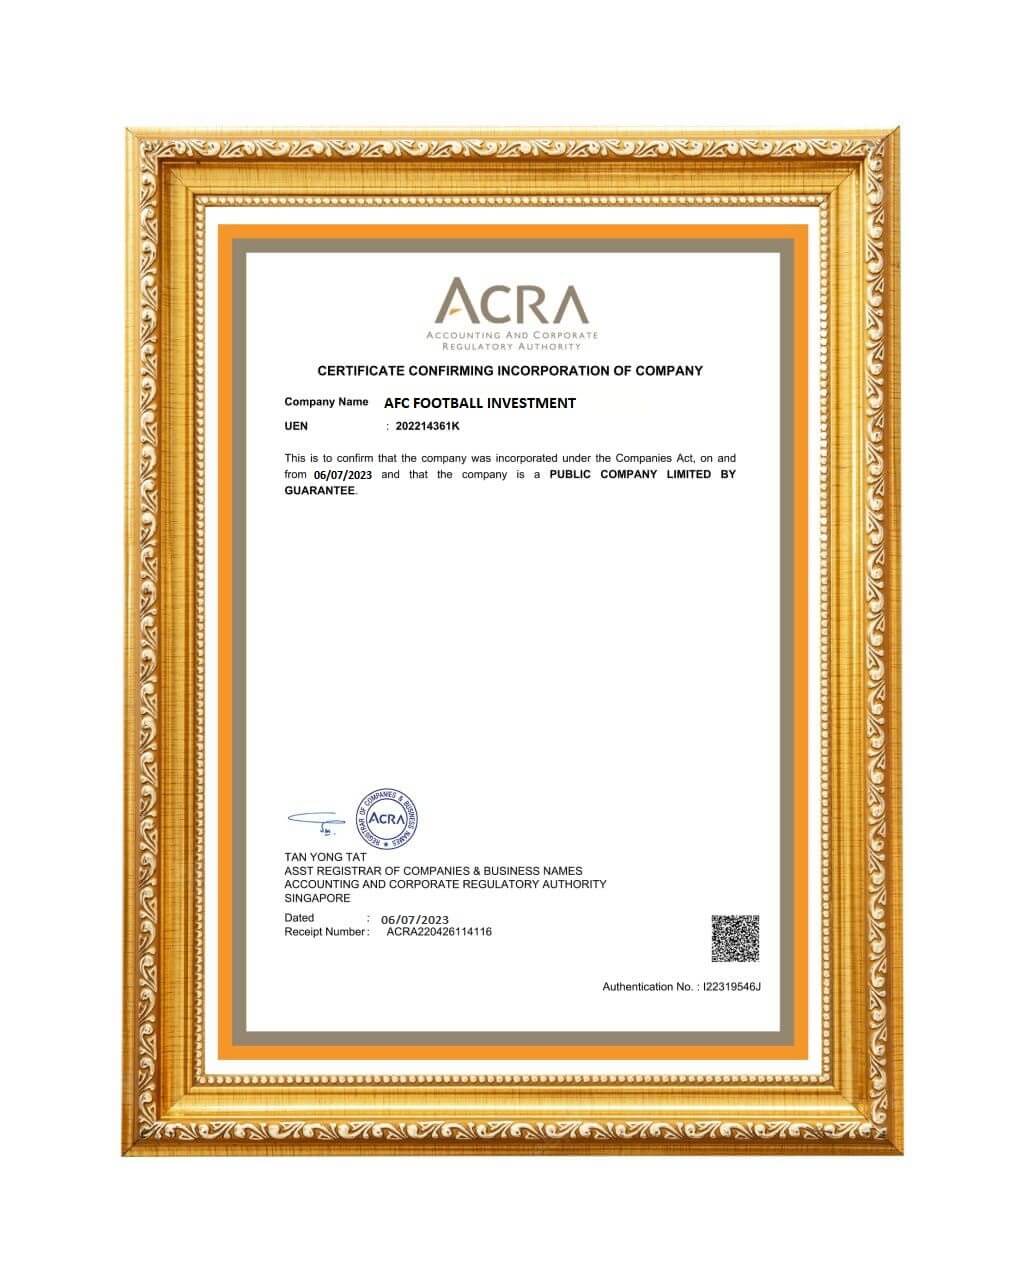 ACRA
ACCOUNTING AND CORPORATE
REGULATORY AUTHORITY
CERTIFICATE CONFIRMING INCORPORATION OF COMPANY
Company Name AFC FOOTBALL INVESTMENT
UEN : 202214361K
This is to confirm that the company was incorporated under the Companies Act, on and
from 06/07/2023 and that the company is a PUBLIC COMPANY LIMITED BY
GUARANTEE.
REGISTRAR OF COMPANIES & BUSINESS NAMES
ACRA
TAN YONG TAT
ASST REGISTRAR OF COMPANIES & BUSINESS NAMES
ACCOUNTING AND CORPORATE REGULATORY AUTHORITY
SINGAPORE
Dated : 06/07/2023
Receipt Number : ACRA220426114116
Authentication No. : I22319546J